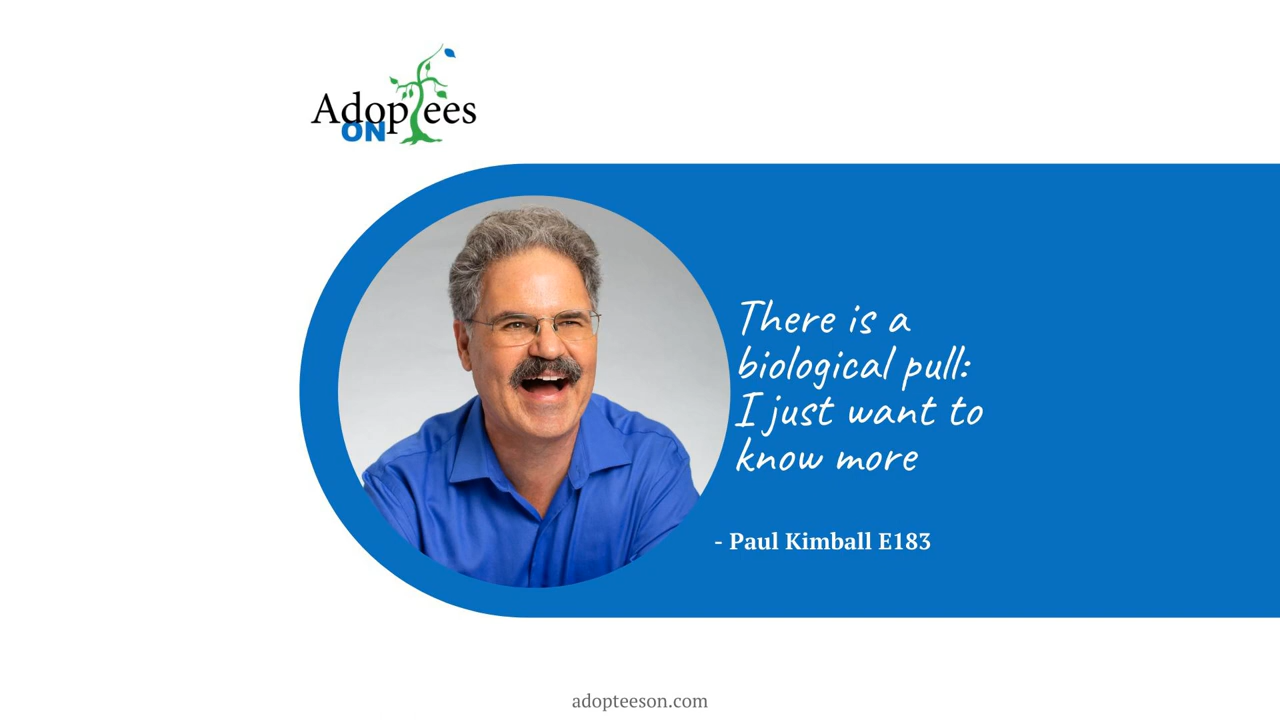 Adoptees
ON
There is a
biological pull:
I just want to
know more
- Paul Kimball E183
adopteeson.com